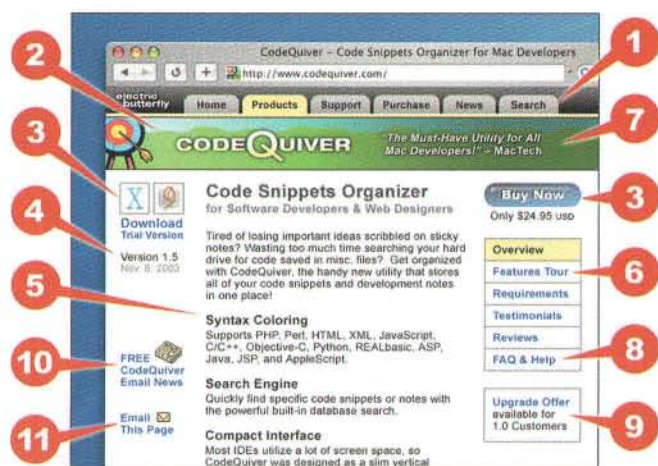 CodeQuiver – Code Snippets Organizer for Mac Developers
http://www.codequiver.com/
electric butterfly
Home Products Support Purchase News Search
CODEQUIVER
"The Must-Have Utility for All
Mac Developers!" – MacTech
1
2
3
4
5
10
11
7
3
6
8
9
Download
Trial Version
Version 1.5
Nov. 8, 2003
FREE
CodeQuiver
Email News
Email
This Page
Code Snippets Organizer
for Software Developers & Web Designers
Tired of losing important ideas scribbled on sticky
notes? Wasting too much time searching your hard
drive for code saved in misc. files? Get organized
with CodeQuiver, the handy new utility that stores
all of your code snippets and development notes
in one place!
Syntax Coloring
Supports PHP, Perl, HTML, XML, JavaScript,
C/C++, Objective-C, Python, REALbasic, ASP,
Java, JSP, and AppleScript.
Search Engine
Quickly find specific code snippets or notes with
the powerful built-in database search.
Compact Interface
Most IDEs utilize a lot of screen space, so
CodeQuiver was designed as a slim vertical
Buy Now
Only $24.95 USD
Overview
Features Tour
Requirements
Testimonials
Reviews
FAQ & Help
Upgrade Offer
available for
1.0 Customers